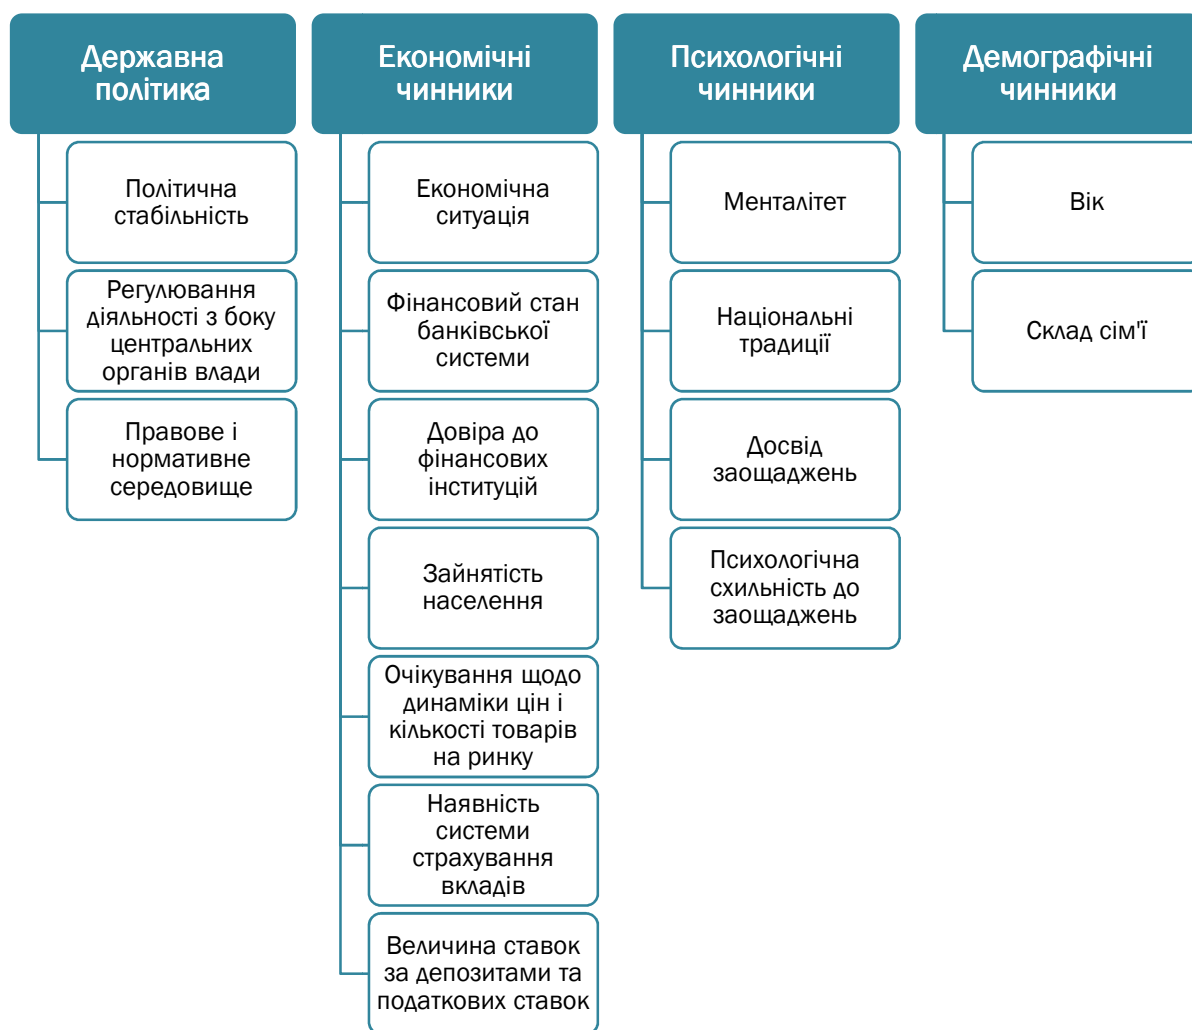 Державна
політика
Політична
стабільність
Регулювання
діяльності з боку
центральних
органів влади
Правове і
нормативне
середовище
Економічні
чинники
Економічна
ситуація
Фінансовий стан
банківської
системи
Довіра до
фінансових
інституцій
Зайнятість
населення
Очікування щодо
динаміки цін і
кількості товарів
на ринку
Наявність
системи
страхування
вкладів
Величина ставок
за депозитами та
податкових ставок
Психологічні
чинники
Менталітет
Національні
традиції
Досвід
заощаджень
Психологічна
схильність до
заощаджень
Демографічні
чинники
Вік
Склад сім'ї